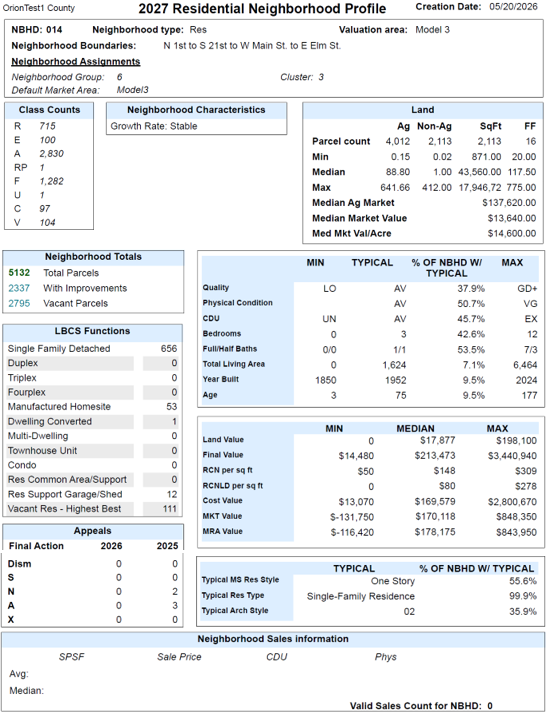 OrionTest1 County
2027 Residential Neighborhood Profile
Creation Date: 05/20/2026
NBHD: 014 Neighborhood type: Res Valuation area: Model 3
Neighborhood Boundaries: N 1st to S 21st to W Main St. to E Elm St.
Neighborhood Assignments
Neighborhood Group: 6 Cluster: 3
Default Market Area: Model3
Class Counts
R 715
E 100
A 2,830
RP 1
F 1,282
U 1
C 97
V 104
Neighborhood Characteristics
Growth Rate: Stable
Land
Ag Non-Ag SqFt FF
Parcel count 4,012 2,113 2,113 16
Min 0.15 0.02 871.00 20.00
Median 88.80 1.00 43,560.00 117.50
Max 641.66 412.00 17,946,72 775.00
Median Ag Market $137,620.00
Median Market Value $13,640.00
Med Mkt Val/Acre $14,600.00
Neighborhood Totals
5132 Total Parcels
2337 With Improvements
2795 Vacant Parcels
MIN TYPICAL % OF NBHD W/ TYPICAL MAX
Quality LO AV 37.9% GD+
Physical Condition AV 50.7% VG
CDU UN AV 45.7% EX
Bedrooms 0 3 42.6% 12
Full/Half Baths 0/0 1/1 53.5% 7/3
Total Living Area 0 1,624 7.1% 6,464
Year Built 1850 1952 9.5% 2024
Age 3 75 9.5% 177
LBCS Functions
Single Family Detached 656
Duplex 0
Triplex 0
Fourplex 0
Manufactured Homesite 53
Dwelling Converted 1
Multi-Dwelling 0
Townhouse Unit 0
Condo 0
Res Common Area/Support 0
Res Support Garage/Shed 12
Vacant Res - Highest Best 111
MIN MEDIAN MAX
Land Value 0 $17,877 $198,100
Final Value $14,480 $213,473 $3,440,940
RCN per sq ft $50 $148 $309
RCNLD per sq ft 0 $80 $278
Cost Value $13,070 $169,579 $2,800,670
MKT Value $-131,750 $170,118 $848,350
MRA Value $-116,420 $178,175 $843,950
Appeals
Final Action 2026 2025
Dism 0 0
S 0 0
N 0 2
A 0 3
X 0 0
TYPICAL % OF NBHD W/ TYPICAL
Typical MS Res Style One Story 55.6%
Typical Res Type Single-Family Residence 99.9%
Typical Arch Style 02 35.9%
Neighborhood Sales information
SPSF Sale Price CDU Phys
Avg:
Median:
Valid Sales Count for NBHD: 0